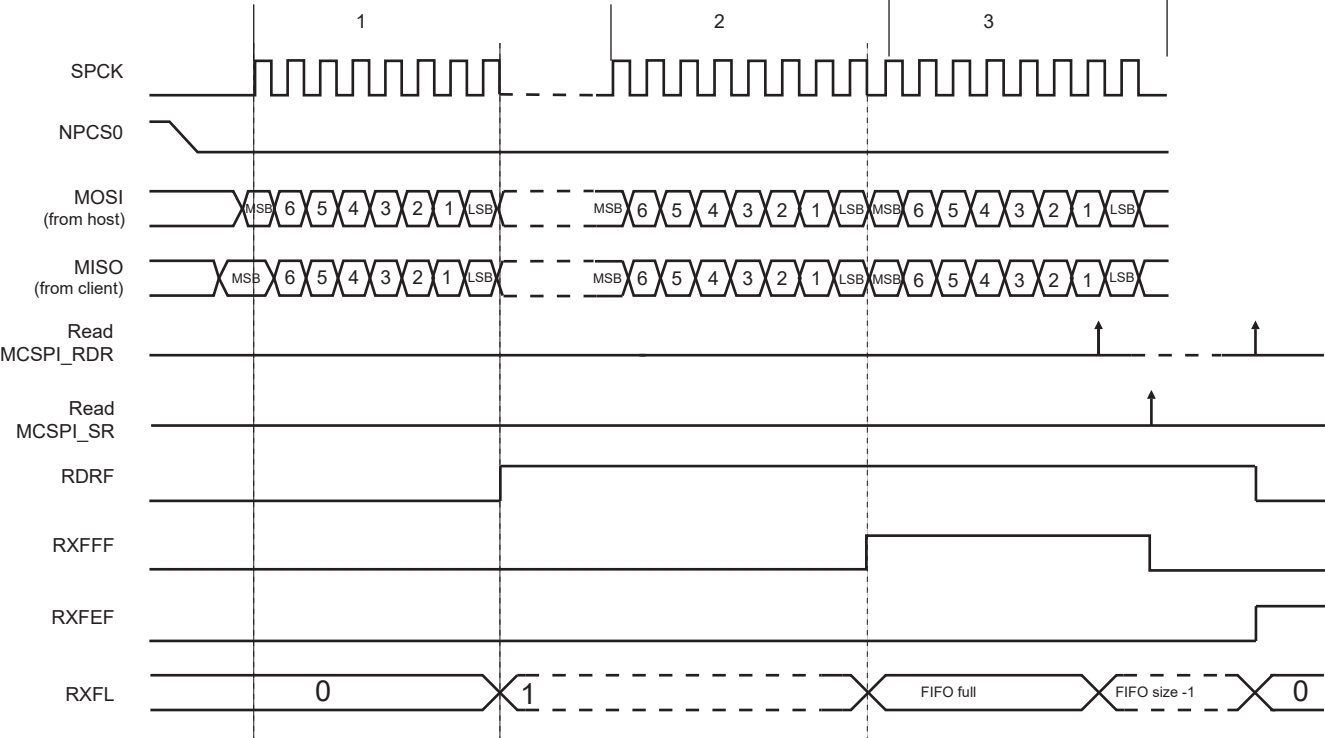 1 2 3
SPCK
NPCS0
MOSI
(from host)
MSB 6 5 4 3 2 1 LSB MSB 6 5 4 3 2 1 LSB MSB 6 5 4 3 2 1 LSB
MISO
(from client)
MSB 6 5 4 3 2 1 LSB MSB 6 5 4 3 2 1 LSB MSB 6 5 4 3 2 1 LSB
Read
MCSPI_RDR
Read
MCSPI_SR
RDRF
RXFFF
RXFEF
RXFL 0 1 FIFO full FIFO size -1 0